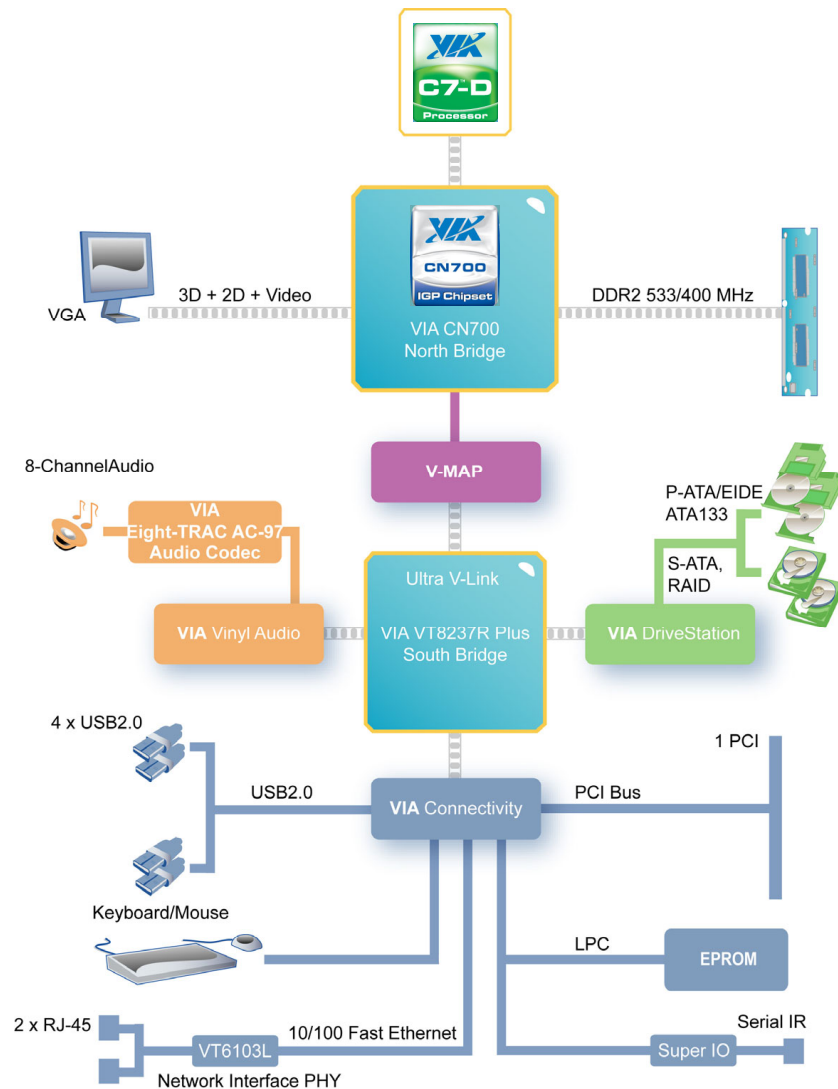 VIA
C7-D
Processor
VIA
CN700
IGP Chipset
VIA CN700
North Bridge
VGA
3D + 2D + Video
DDR2 533/400 MHz
V-MAP
8-ChannelAudio
VIA
Eight-TRAC AC-97
Audio Codec
P-ATA/EIDE
ATA133
S-ATA,
RAID
Ultra V-Link
VIA Vinyl Audio
VIA VT8237R Plus
South Bridge
VIA DriveStation
4 x USB2.0
USB2.0
VIA Connectivity
PCI Bus
1 PCI
Keyboard/Mouse
LPC
EPROM
2 x RJ-45
VT6103L
10/100 Fast Ethernet
Network Interface PHY
Super IO
Serial IR